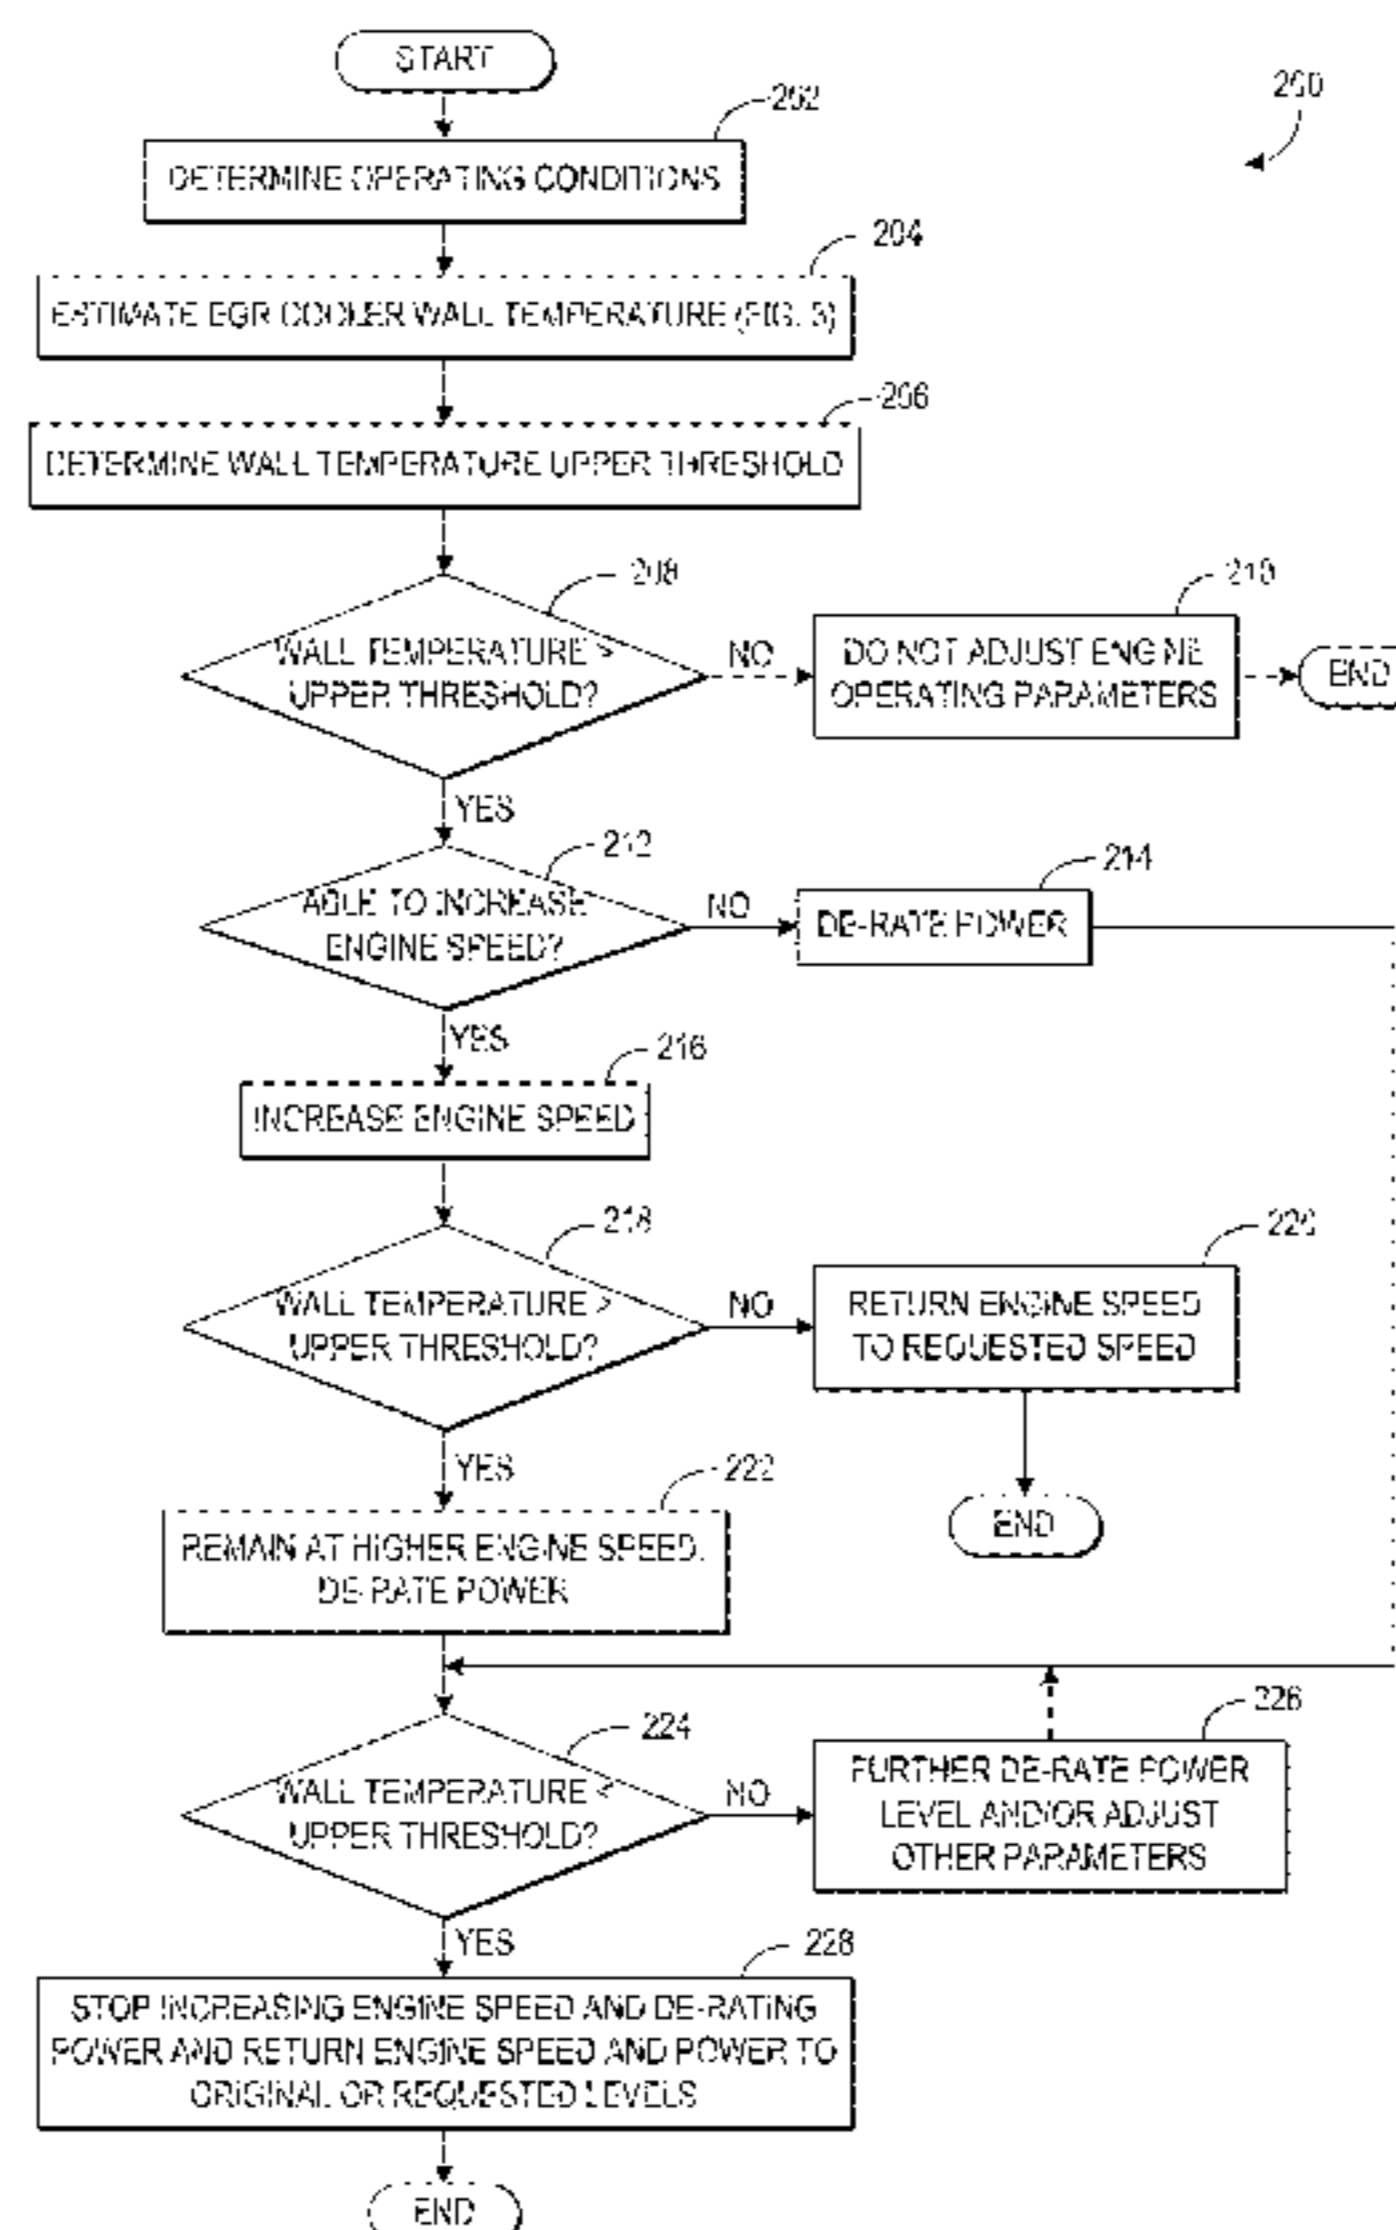 START
200
202
DETERMINE OPERATING CONDITIONS
204
ESTIMATE EGR COOLER WALL TEMPERATURE (FIG. 3)
206
DETERMINE WALL TEMPERATURE UPPER THRESHOLD
208
WALL TEMPERATURE >
UPPER THRESHOLD?
NO
210
DO NOT ADJUST ENGINE
OPERATING PARAMETERS
END
YES
212
ABLE TO INCREASE
ENGINE SPEED?
NO
214
DE-RATE POWER
YES
216
INCREASE ENGINE SPEED
218
WALL TEMPERATURE >
UPPER THRESHOLD?
NO
220
RETURN ENGINE SPEED
TO REQUESTED SPEED
END
YES
222
REMAIN AT HIGHER ENGINE SPEED,
DE-RATE POWER
224
WALL TEMPERATURE <
UPPER THRESHOLD?
NO
226
FURTHER DE-RATE POWER
LEVEL AND/OR ADJUST
OTHER PARAMETERS
YES
228
STOP INCREASING ENGINE SPEED AND DE-RATING
POWER AND RETURN ENGINE SPEED AND POWER TO
ORIGINAL OR REQUESTED LEVELS
END